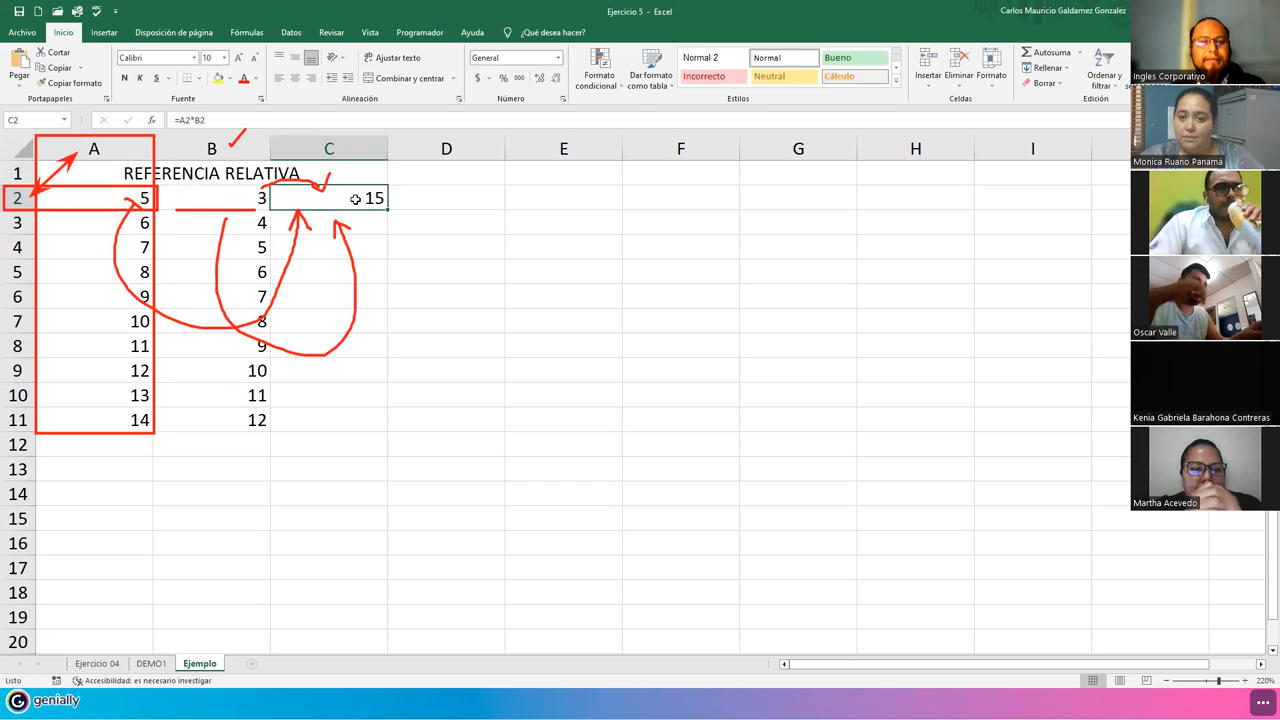 Ejercicio 5 - Excel
Carlos Mauricio Galdamez Gonzalez
Archivo Inicio Insertar Disposición de página Fórmulas Datos Revisar Vista Programador Ayuda ¿Qué desea hacer?
Pegar
Cortar
Copiar
Copiar formato
Portapapeles
Calibri 10
N K S
Fuente
Ajustar texto
Combinar y centrar
Alineación
General
$ % 000
Número
Formato condicional
Dar formato como tabla
Normal 2 Normal Bueno
Incorrecto Neutral Cálculo
Estilos
Insertar Eliminar Formato
Celdas
Autosuma
Rellenar
Borrar
Ordenar y filtrar
Edición
C2 fx =A2*B2
A B C D E F G H I
1 REFERENCIA RELATIVA
2 5 3 15
3 6 4
4 7 5
5 8 6
6 9 7
7 10 8
8 11 9
9 12 10
10 13 11
11 14 12
12
13
14
15
16
17
18
19
20
Ejercicio 04 DEMO1 Ejemplo
Listo Accesibilidad: es necesario investigar 220%
genially
Ingles Corporativo
Monica Ruano Panamá
Oscar Valle
Kenia Gabriela Barahona Contreras
Martha Acevedo